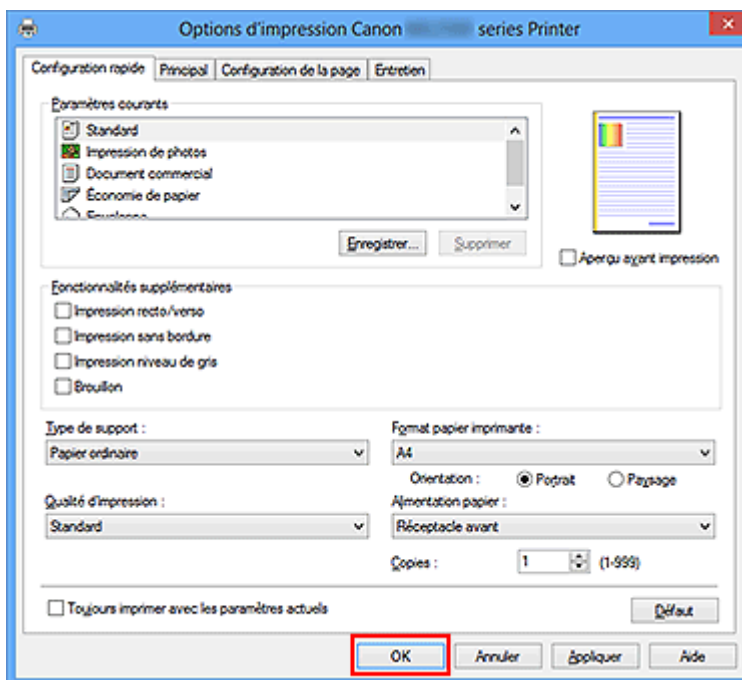 Options d'impression Canon series Printer
Configuration rapide Principal Configuration de la page Entretien
Paramètres courants
Standard
Impression de photos
Document commercial
Économie de papier
Enregistrer... Supprimer
Aperçu avant impression
Fonctionnalités supplémentaires
Impression recto/verso
Impression sans bordure
Impression niveau de gris
Brouillon
Type de support :
Papier ordinaire
Format papier imprimante :
A4
Orientation : Portrait Paysage
Qualité d'impression :
Standard
Alimentation papier :
Réceptacle avant
Copies : 1 (1-999)
Toujours imprimer avec les paramètres actuels
Défaut
OK Annuler Appliquer Aide